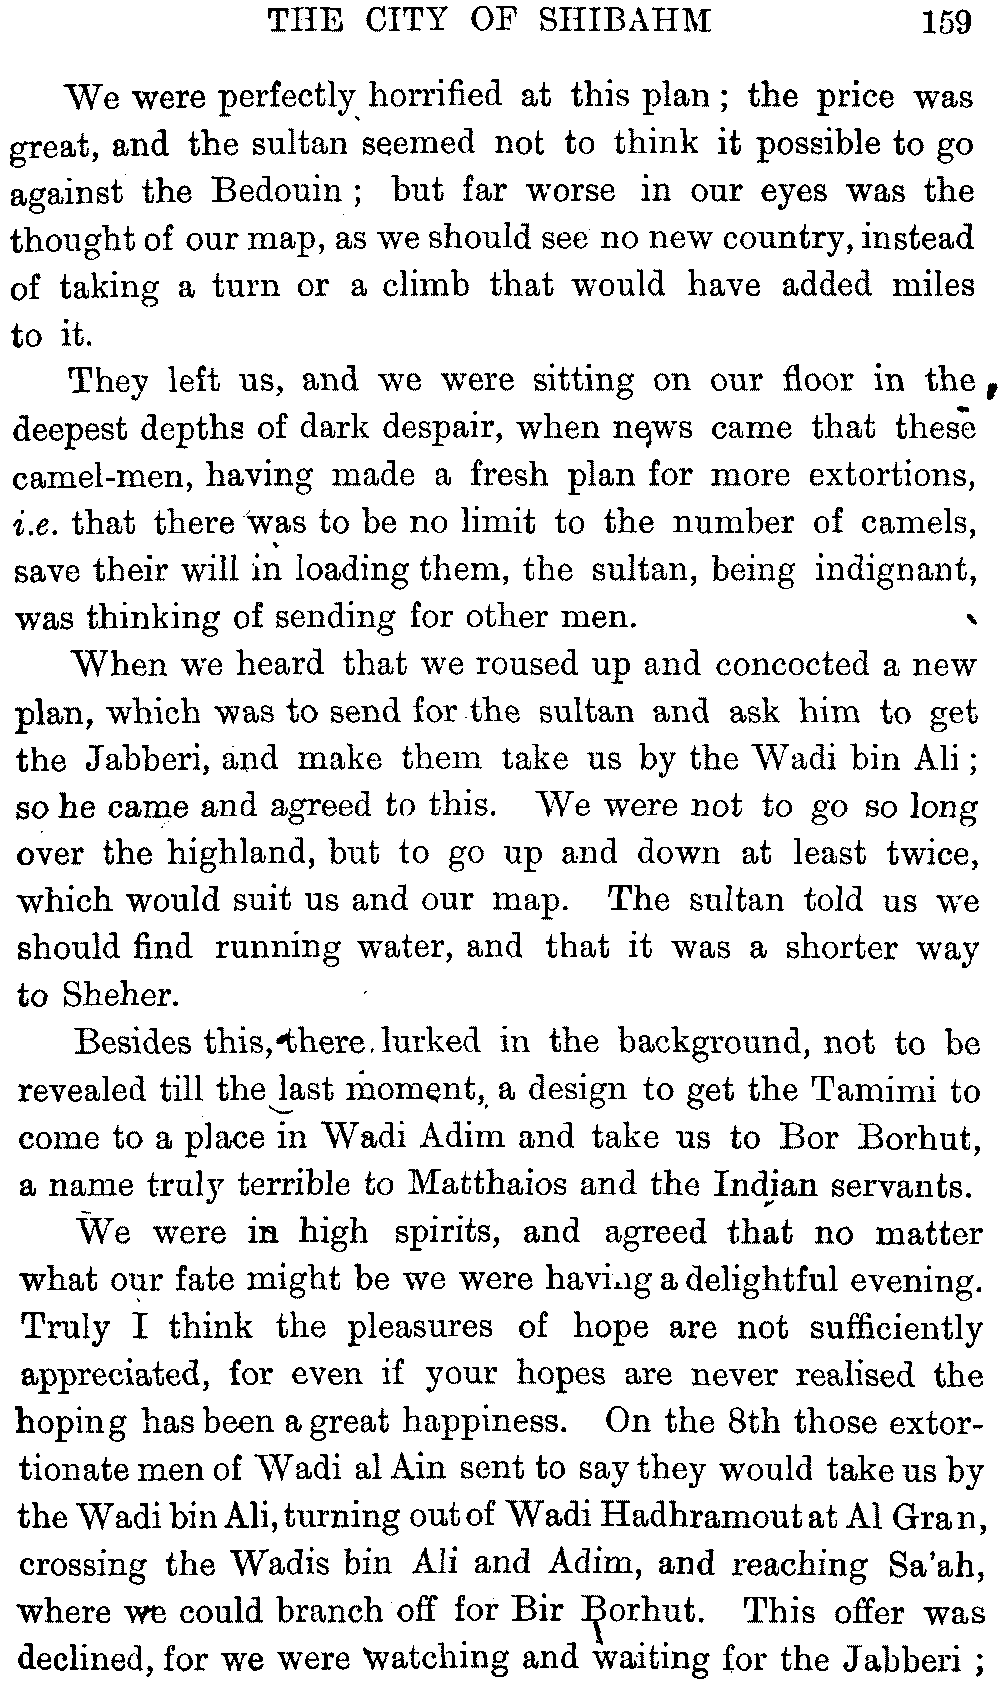 THE CITY OF SHIBAHM 159
We were perfectly horrified at this plan ; the price was
great, and the sultan seemed not to think it possible to go
against the Bedouin ; but far worse in our eyes was the
thought of our map, as we should see no new country, instead
of taking a turn or a climb that would have added miles
to it.
They left us, and we were sitting on our floor in the
deepest depths of dark despair, when news came that these
camel-men, having made a fresh plan for more extortions,
i.e. that there was to be no limit to the number of camels,
save their will in loading them, the sultan, being indignant,
was thinking of sending for other men.
When we heard that we roused up and concocted a new
plan, which was to send for the sultan and ask him to get
the Jabberi, and make them take us by the Wadi bin Ali ;
so he came and agreed to this. We were not to go so long
over the highland, but to go up and down at least twice,
which would suit us and our map. The sultan told us we
should find running water, and that it was a shorter way
to Sheher.
Besides this, there lurked in the background, not to be
revealed till the last moment, a design to get the Tamimi to
come to a place in Wadi Adim and take us to Bor Borhut,
a name truly terrible to Matthaios and the Indian servants.
We were in high spirits, and agreed that no matter
what our fate might be we were having a delightful evening.
Truly I think the pleasures of hope are not sufficiently
appreciated, for even if your hopes are never realised the
hoping has been a great happiness. On the 8th those extor-
tionate men of Wadi al Ain sent to say they would take us by
the Wadi bin Ali, turning out of Wadi Hadhramout at Al Gran,
crossing the Wadis bin Ali and Adim, and reaching Sa'ah,
where we could branch off for Bir Borhut. This offer was
declined, for we were watching and waiting for the Jabberi ;